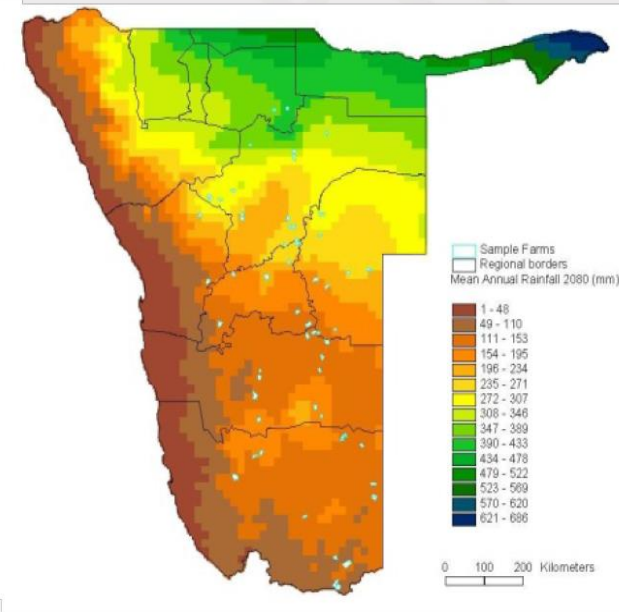 Sample Farms
Regional borders
Mean Annual Rainfall 2080 (mm)
1 - 48
49 - 110
111 - 153
154 - 195
196 - 234
235 - 271
272 - 307
308 - 346
347 - 389
390 - 433
434 - 478
479 - 522
523 - 569
570 - 620
621 - 686
0 100 200 Kilometers